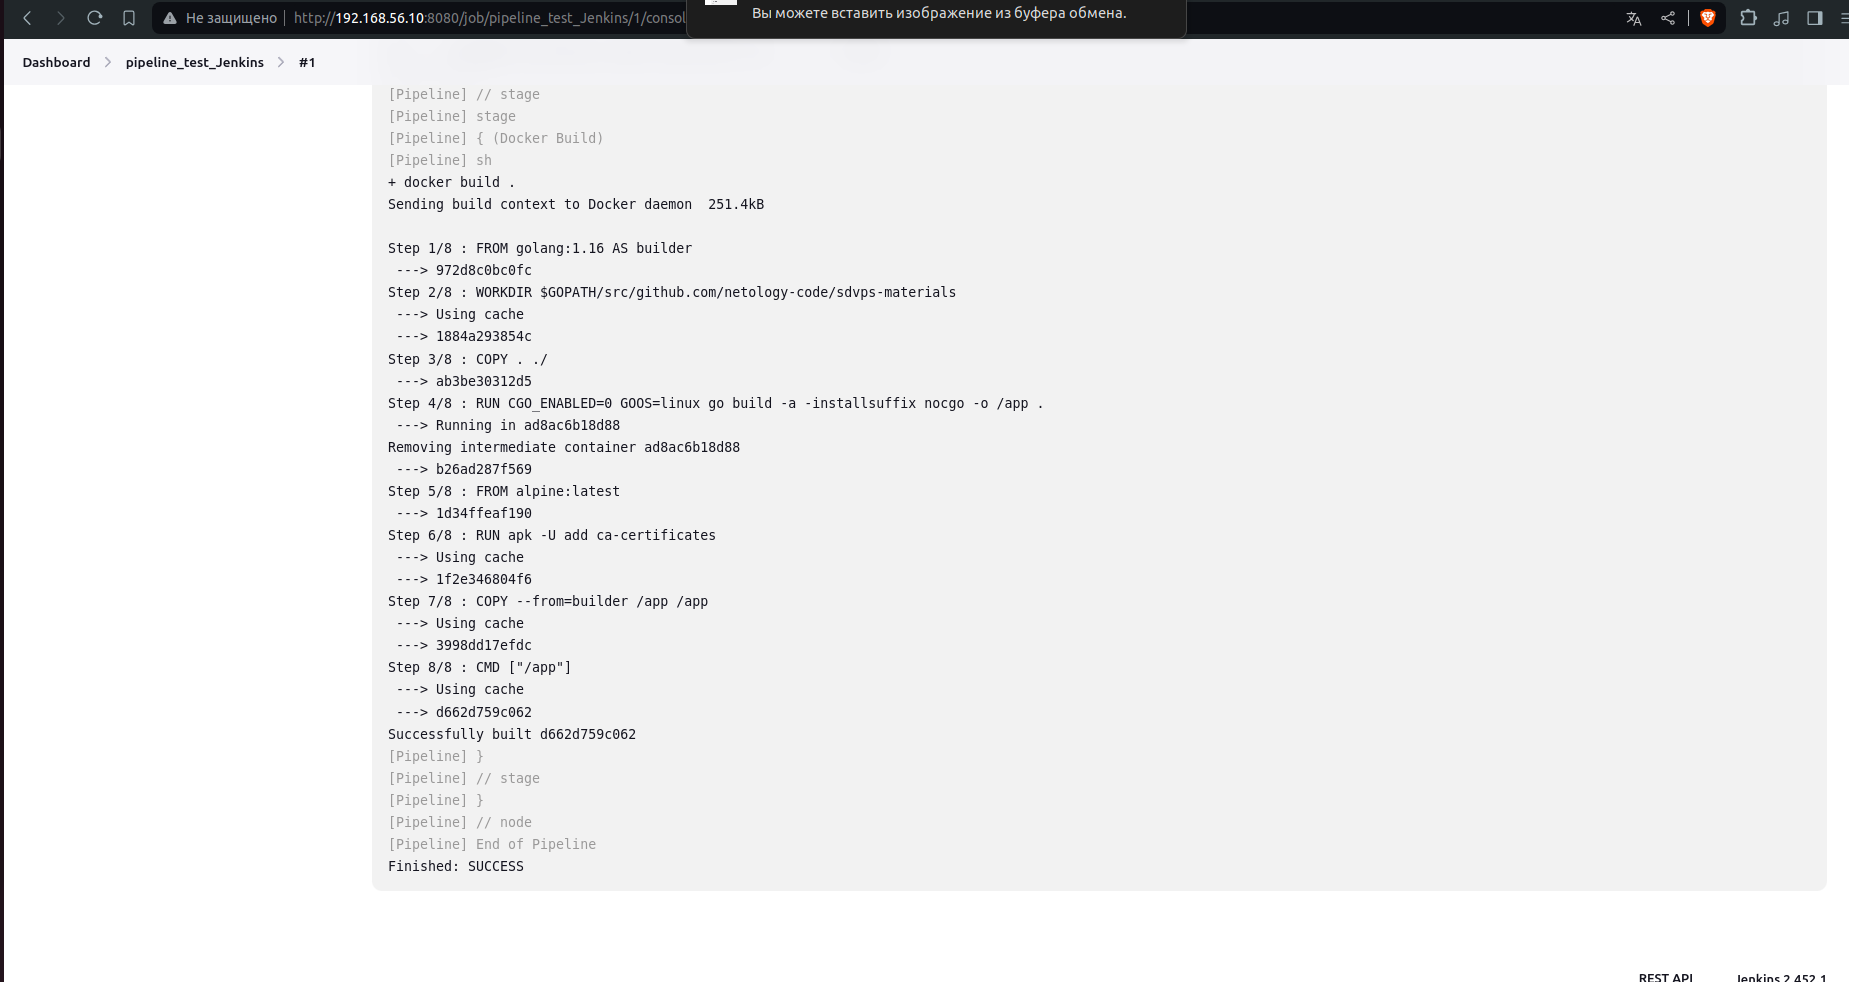 Не защищено http://192.168.56.10:8080/job/pipeline_test_Jenkins/1/consol
Вы можете вставить изображение из буфера обмена.
Dashboard pipeline_test_Jenkins #1
[Pipeline] // stage
[Pipeline] stage
[Pipeline] { (Docker Build)
[Pipeline] sh
+ docker build .
Sending build context to Docker daemon  251.4kB
Step 1/8 : FROM golang:1.16 AS builder
 ---> 972d8c0bc0fc
Step 2/8 : WORKDIR $GOPATH/src/github.com/netology-code/sdvps-materials
 ---> Using cache
 ---> 1884a293854c
Step 3/8 : COPY . ./
 ---> ab3be30312d5
Step 4/8 : RUN CGO_ENABLED=0 GOOS=linux go build -a -installsuffix nocgo -o /app .
 ---> Running in ad8ac6b18d88
Removing intermediate container ad8ac6b18d88
 ---> b26ad287f569
Step 5/8 : FROM alpine:latest
 ---> 1d34ffeaf190
Step 6/8 : RUN apk -U add ca-certificates
 ---> Using cache
 ---> 1f2e346804f6
Step 7/8 : COPY --from=builder /app /app
 ---> Using cache
 ---> 3998dd17efdc
Step 8/8 : CMD ["/app"]
 ---> Using cache
 ---> d662d759c062
Successfully built d662d759c062
[Pipeline] }
[Pipeline] // stage
[Pipeline] }
[Pipeline] // node
[Pipeline] End of Pipeline
Finished: SUCCESS
REST API Jenkins 2.452.1